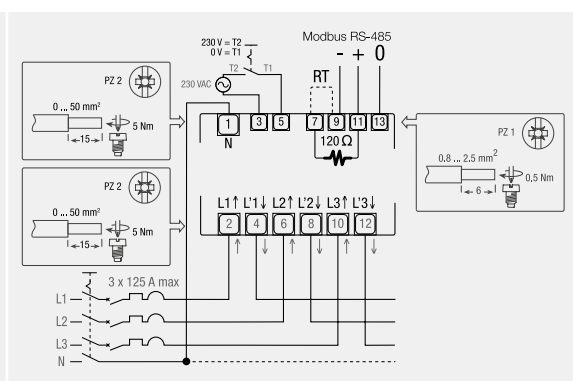 230 V = T2
0 V = T1
T2 T1
230 VAC
Modbus RS-485
- + 0
RT
PZ 2
0 ... 50 mm²
15
5 Nm
1 3 5 7 9 11 13
N
120 Ω
PZ 1
0.8 ... 2.5 mm²
6
0,5 Nm
PZ 2
0 ... 50 mm²
15
5 Nm
L1↑ L'1↓ L2↑ L'2↓ L3↑ L'3↓
2 4 6 8 10 12
3 x 125 A max
L1
L2
L3
N